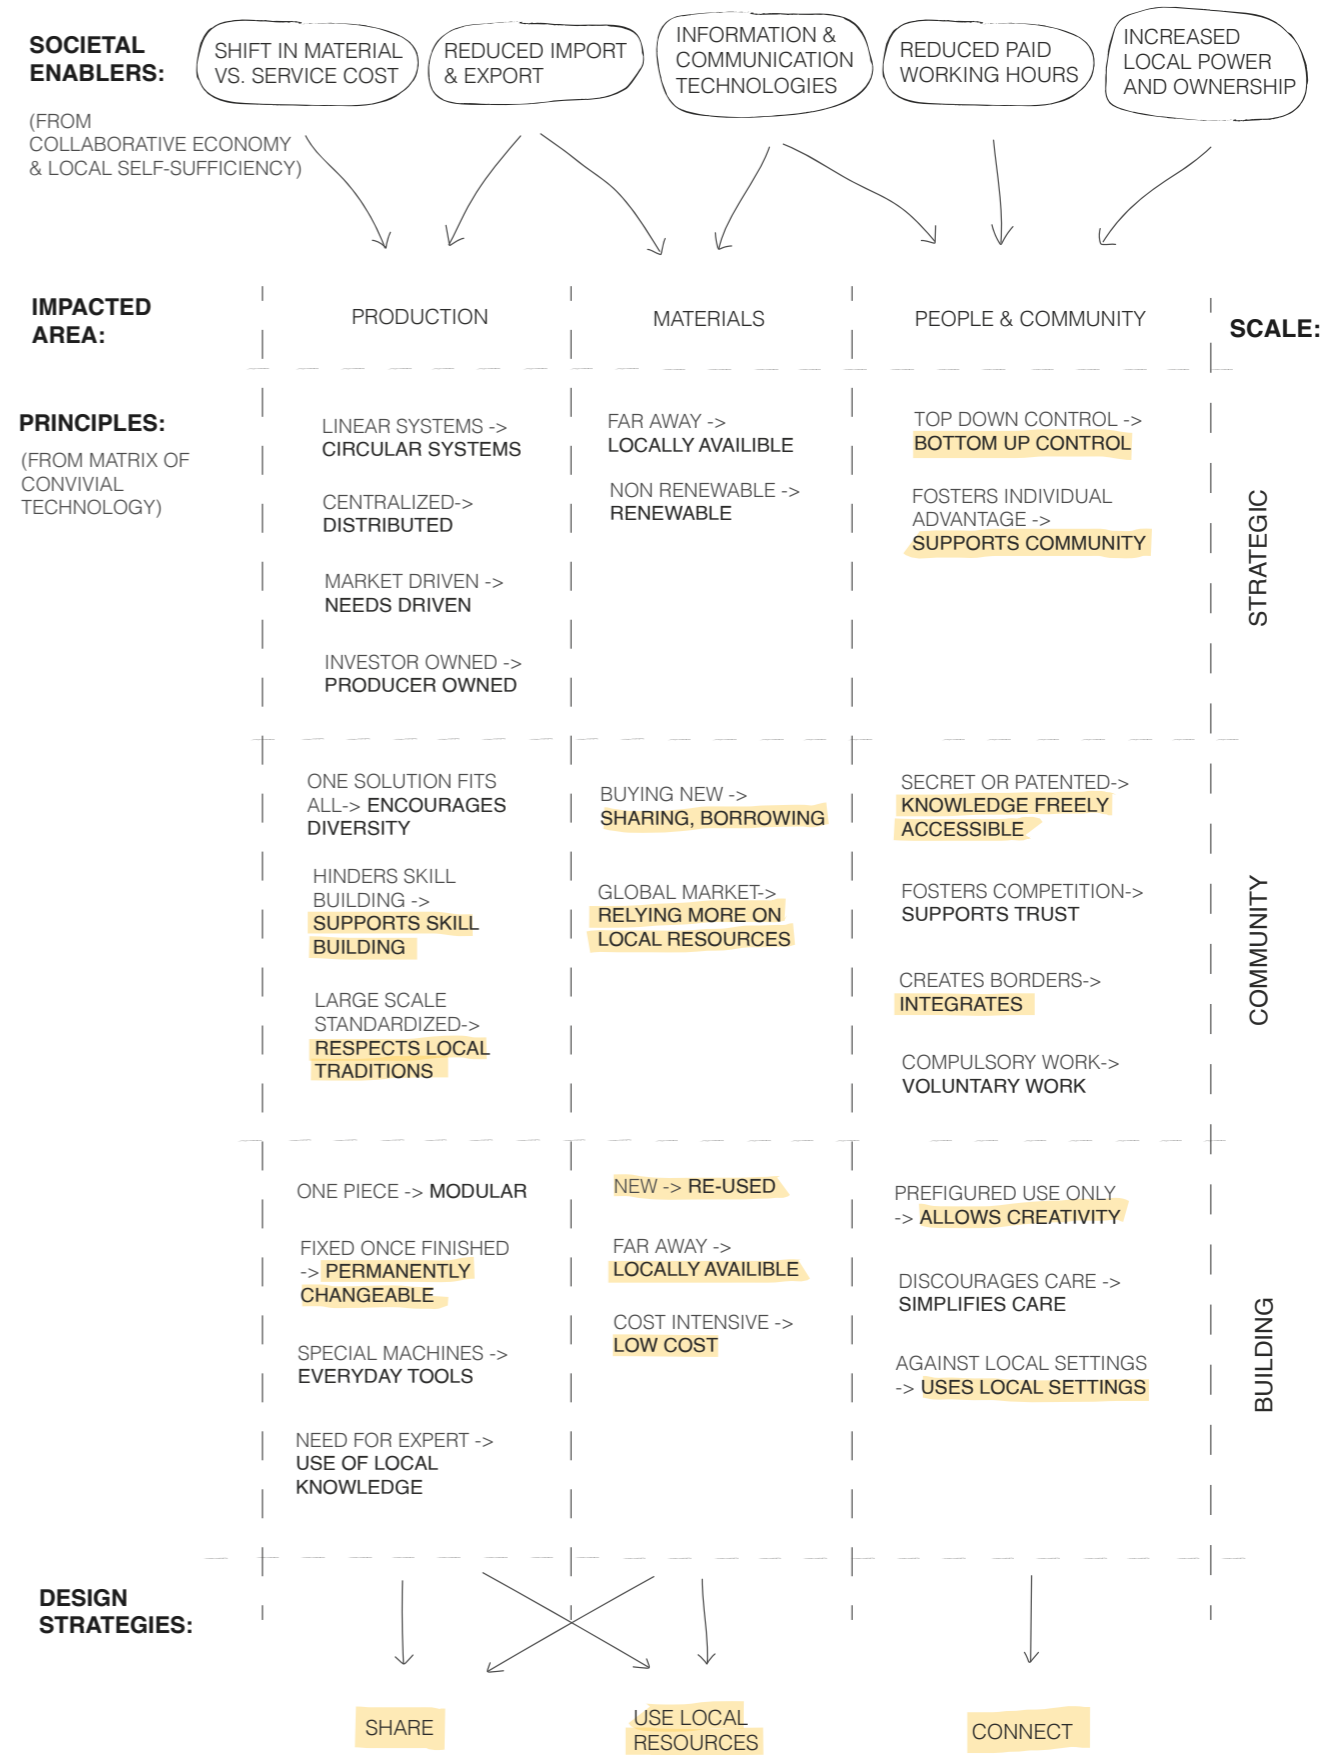 SOCIETAL
ENABLERS:
(FROM
COLLABORATIVE ECONOMY
& LOCAL SELF-SUFFICIENCY)
SHIFT IN MATERIAL
VS. SERVICE COST
REDUCED IMPORT
& EXPORT
INFORMATION &
COMMUNICATION
TECHNOLOGIES
REDUCED PAID
WORKING HOURS
INCREASED
LOCAL POWER
AND OWNERSHIP
IMPACTED
AREA:
PRODUCTION
MATERIALS
PEOPLE & COMMUNITY
SCALE:
PRINCIPLES:
(FROM MATRIX OF
CONVIVIAL
TECHNOLOGY)
LINEAR SYSTEMS ->
CIRCULAR SYSTEMS
CENTRALIZED->
DISTRIBUTED
MARKET DRIVEN ->
NEEDS DRIVEN
INVESTOR OWNED ->
PRODUCER OWNED
FAR AWAY ->
LOCALLY AVAILIBLE
NON RENEWABLE ->
RENEWABLE
TOP DOWN CONTROL ->
BOTTOM UP CONTROL
FOSTERS INDIVIDUAL
ADVANTAGE ->
SUPPORTS COMMUNITY
STRATEGIC
ONE SOLUTION FITS
ALL-> ENCOURAGES
DIVERSITY
HINDERS SKILL
BUILDING ->
SUPPORTS SKILL
BUILDING
LARGE SCALE
STANDARDIZED->
RESPECTS LOCAL
TRADITIONS
BUYING NEW ->
SHARING, BORROWING
GLOBAL MARKET->
RELYING MORE ON
LOCAL RESOURCES
SECRET OR PATENTED->
KNOWLEDGE FREELY
ACCESSIBLE
FOSTERS COMPETITION->
SUPPORTS TRUST
CREATES BORDERS->
INTEGRATES
COMPULSORY WORK->
VOLUNTARY WORK
COMMUNITY
ONE PIECE -> MODULAR
FIXED ONCE FINISHED
-> PERMANENTLY
CHANGEABLE
SPECIAL MACHINES ->
EVERYDAY TOOLS
NEED FOR EXPERT ->
USE OF LOCAL
KNOWLEDGE
NEW -> RE-USED
FAR AWAY ->
LOCALLY AVAILIBLE
COST INTENSIVE ->
LOW COST
PREFIGURED USE ONLY
-> ALLOWS CREATIVITY
DISCOURAGES CARE ->
SIMPLIFIES CARE
AGAINST LOCAL SETTINGS
-> USES LOCAL SETTINGS
BUILDING
DESIGN
STRATEGIES:
SHARE
USE LOCAL
RESOURCES
CONNECT